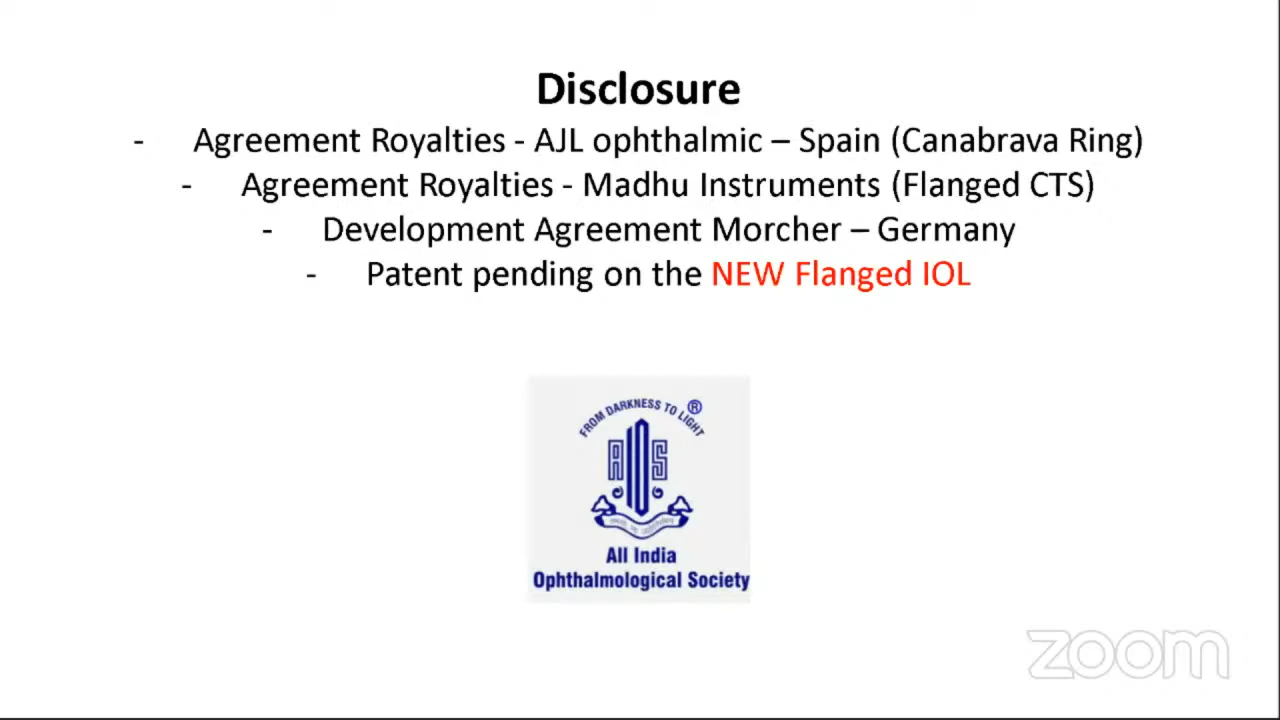 Disclosure
- Agreement Royalties - AJL ophthalmic – Spain (Canabrava Ring)
- Agreement Royalties - Madhu Instruments (Flanged CTS)
- Development Agreement Morcher – Germany
- Patent pending on the NEW Flanged IOL
FROM DARKNESS TO LIGHT ®
AIOS
All India
Ophthalmological Society
zoom